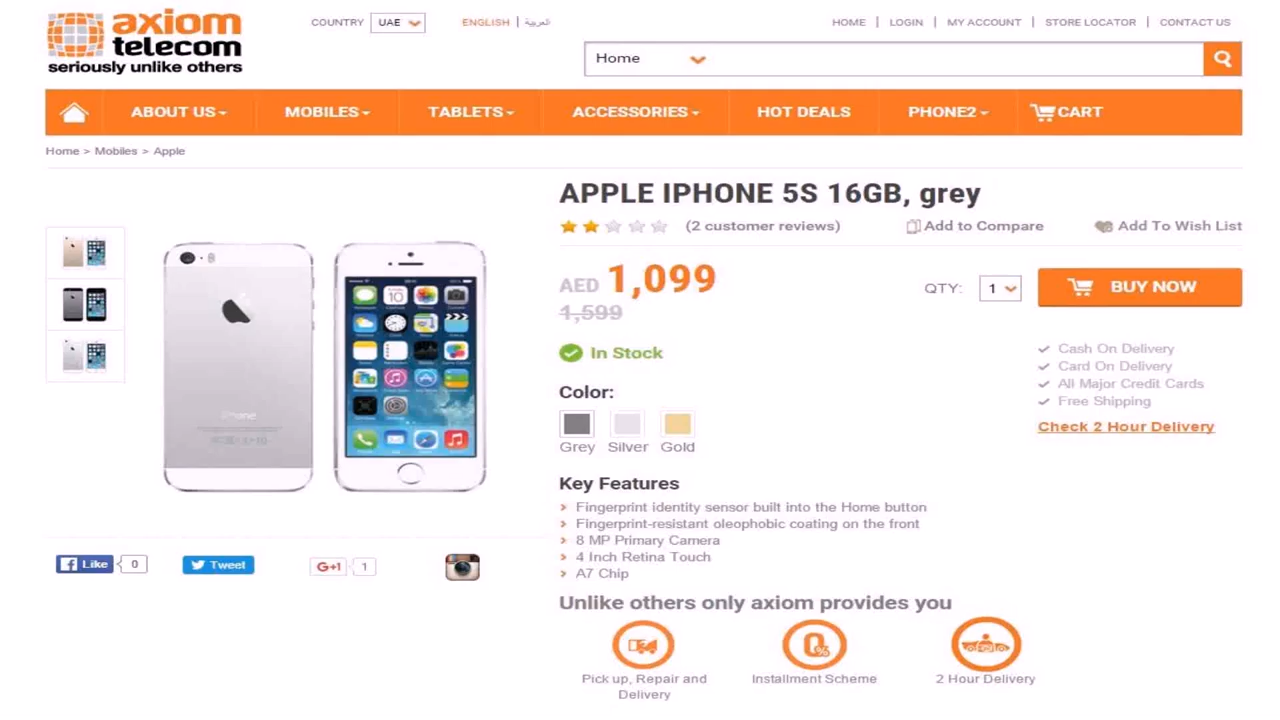 axiom
telecom
seriously unlike others
COUNTRY UAE ENGLISH | العربية
HOME | LOGIN | MY ACCOUNT | STORE LOCATOR | CONTACT US
Home
ABOUT US MOBILES TABLETS ACCESSORIES HOT DEALS PHONE2 CART
Home > Mobiles > Apple
APPLE IPHONE 5S 16GB, grey
(2 customer reviews) Add to Compare Add To Wish List
AED 1,099
1,599
QTY: 1 BUY NOW
In Stock
Cash On Delivery
Card On Delivery
All Major Credit Cards
Free Shipping
Check 2 Hour Delivery
Color:
Grey Silver Gold
iPhone
Key Features
Fingerprint identity sensor built into the Home button
Fingerprint-resistant oleophobic coating on the front
8 MP Primary Camera
4 Inch Retina Touch
A7 Chip
Like 0 Tweet G+1 1
Unlike others only axiom provides you
0%
Pick up, Repair and Delivery
Installment Scheme
2 Hour Delivery